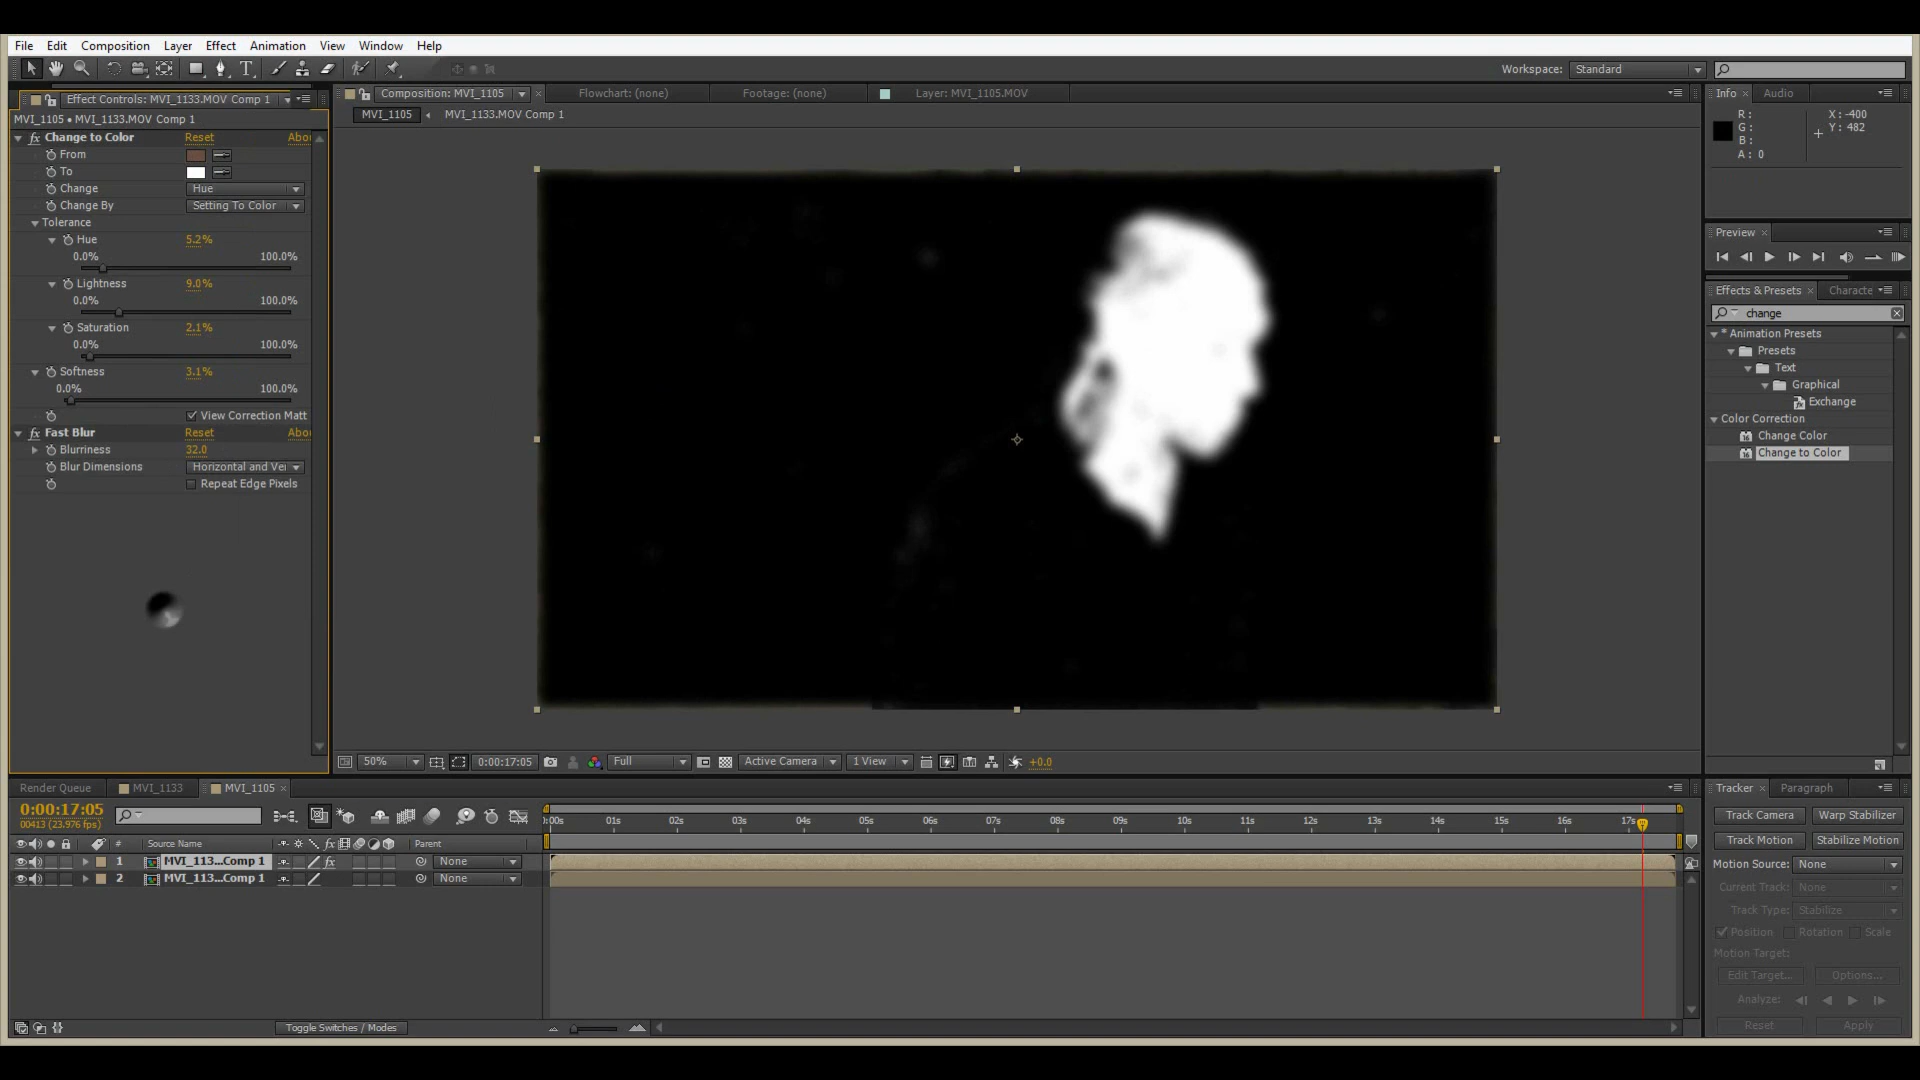 File Edit Composition Layer Effect Animation View Window Help
Workspace: Standard
Effect Controls: MVI_1133.MOV Comp 1
MVI_1105 • MVI_1133.MOV Comp 1
fx Change to Color Reset Abou
From
To
Change Hue
Change By Setting To Color
Tolerance
Hue 5.2%
0.0% 100.0%
Lightness 9.0%
0.0% 100.0%
Saturation 2.1%
0.0% 100.0%
Softness 3.1%
0.0% 100.0%
View Correction Matt
fx Fast Blur Reset Abou
Blurriness 32.0
Blur Dimensions Horizontal and Ver
Repeat Edge Pixels
Composition: MVI_1105 Flowchart: (none) Footage: (none) Layer: MVI_1105.MOV
MVI_1105 MVI_1133.MOV Comp 1
50% 0:00:17:05 Full Active Camera 1 View +0.0
Info Audio
R: X: -400
G: Y: 482
B:
A: 0
Preview
Effects & Presets Characte
change
* Animation Presets
Presets
Text
Graphical
Exchange
Color Correction
Change Color
Change to Color
Render Queue MVI_1133 MVI_1105
0:00:17:05
00413 (23.976 fps)
:00s 01s 02s 03s 04s 05s 06s 07s 08s 09s 10s 11s 12s 13s 14s 15s 16s 17s
# Source Name fx Parent
1 MVI_113...Comp 1 fx None
2 MVI_113...Comp 1 None
Toggle Switches / Modes
Tracker Paragraph
Track Camera Warp Stabilizer
Track Motion Stabilize Motion
Motion Source: None
Current Track: None
Track Type: Stabilize
Position Rotation Scale
Motion Target:
Edit Target... Options...
Analyze:
Reset Apply